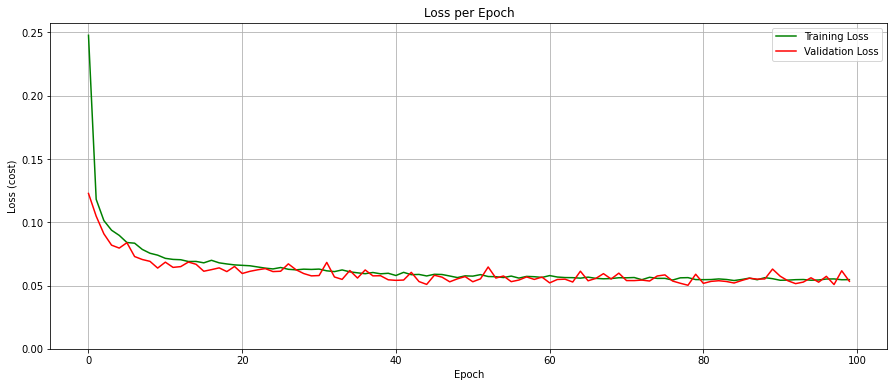 Loss per Epoch
0.25
0.20
0.15
0.10
0.05
0.00
Loss (cost)
Training Loss
Validation Loss
0
20
40
60
80
100
Epoch